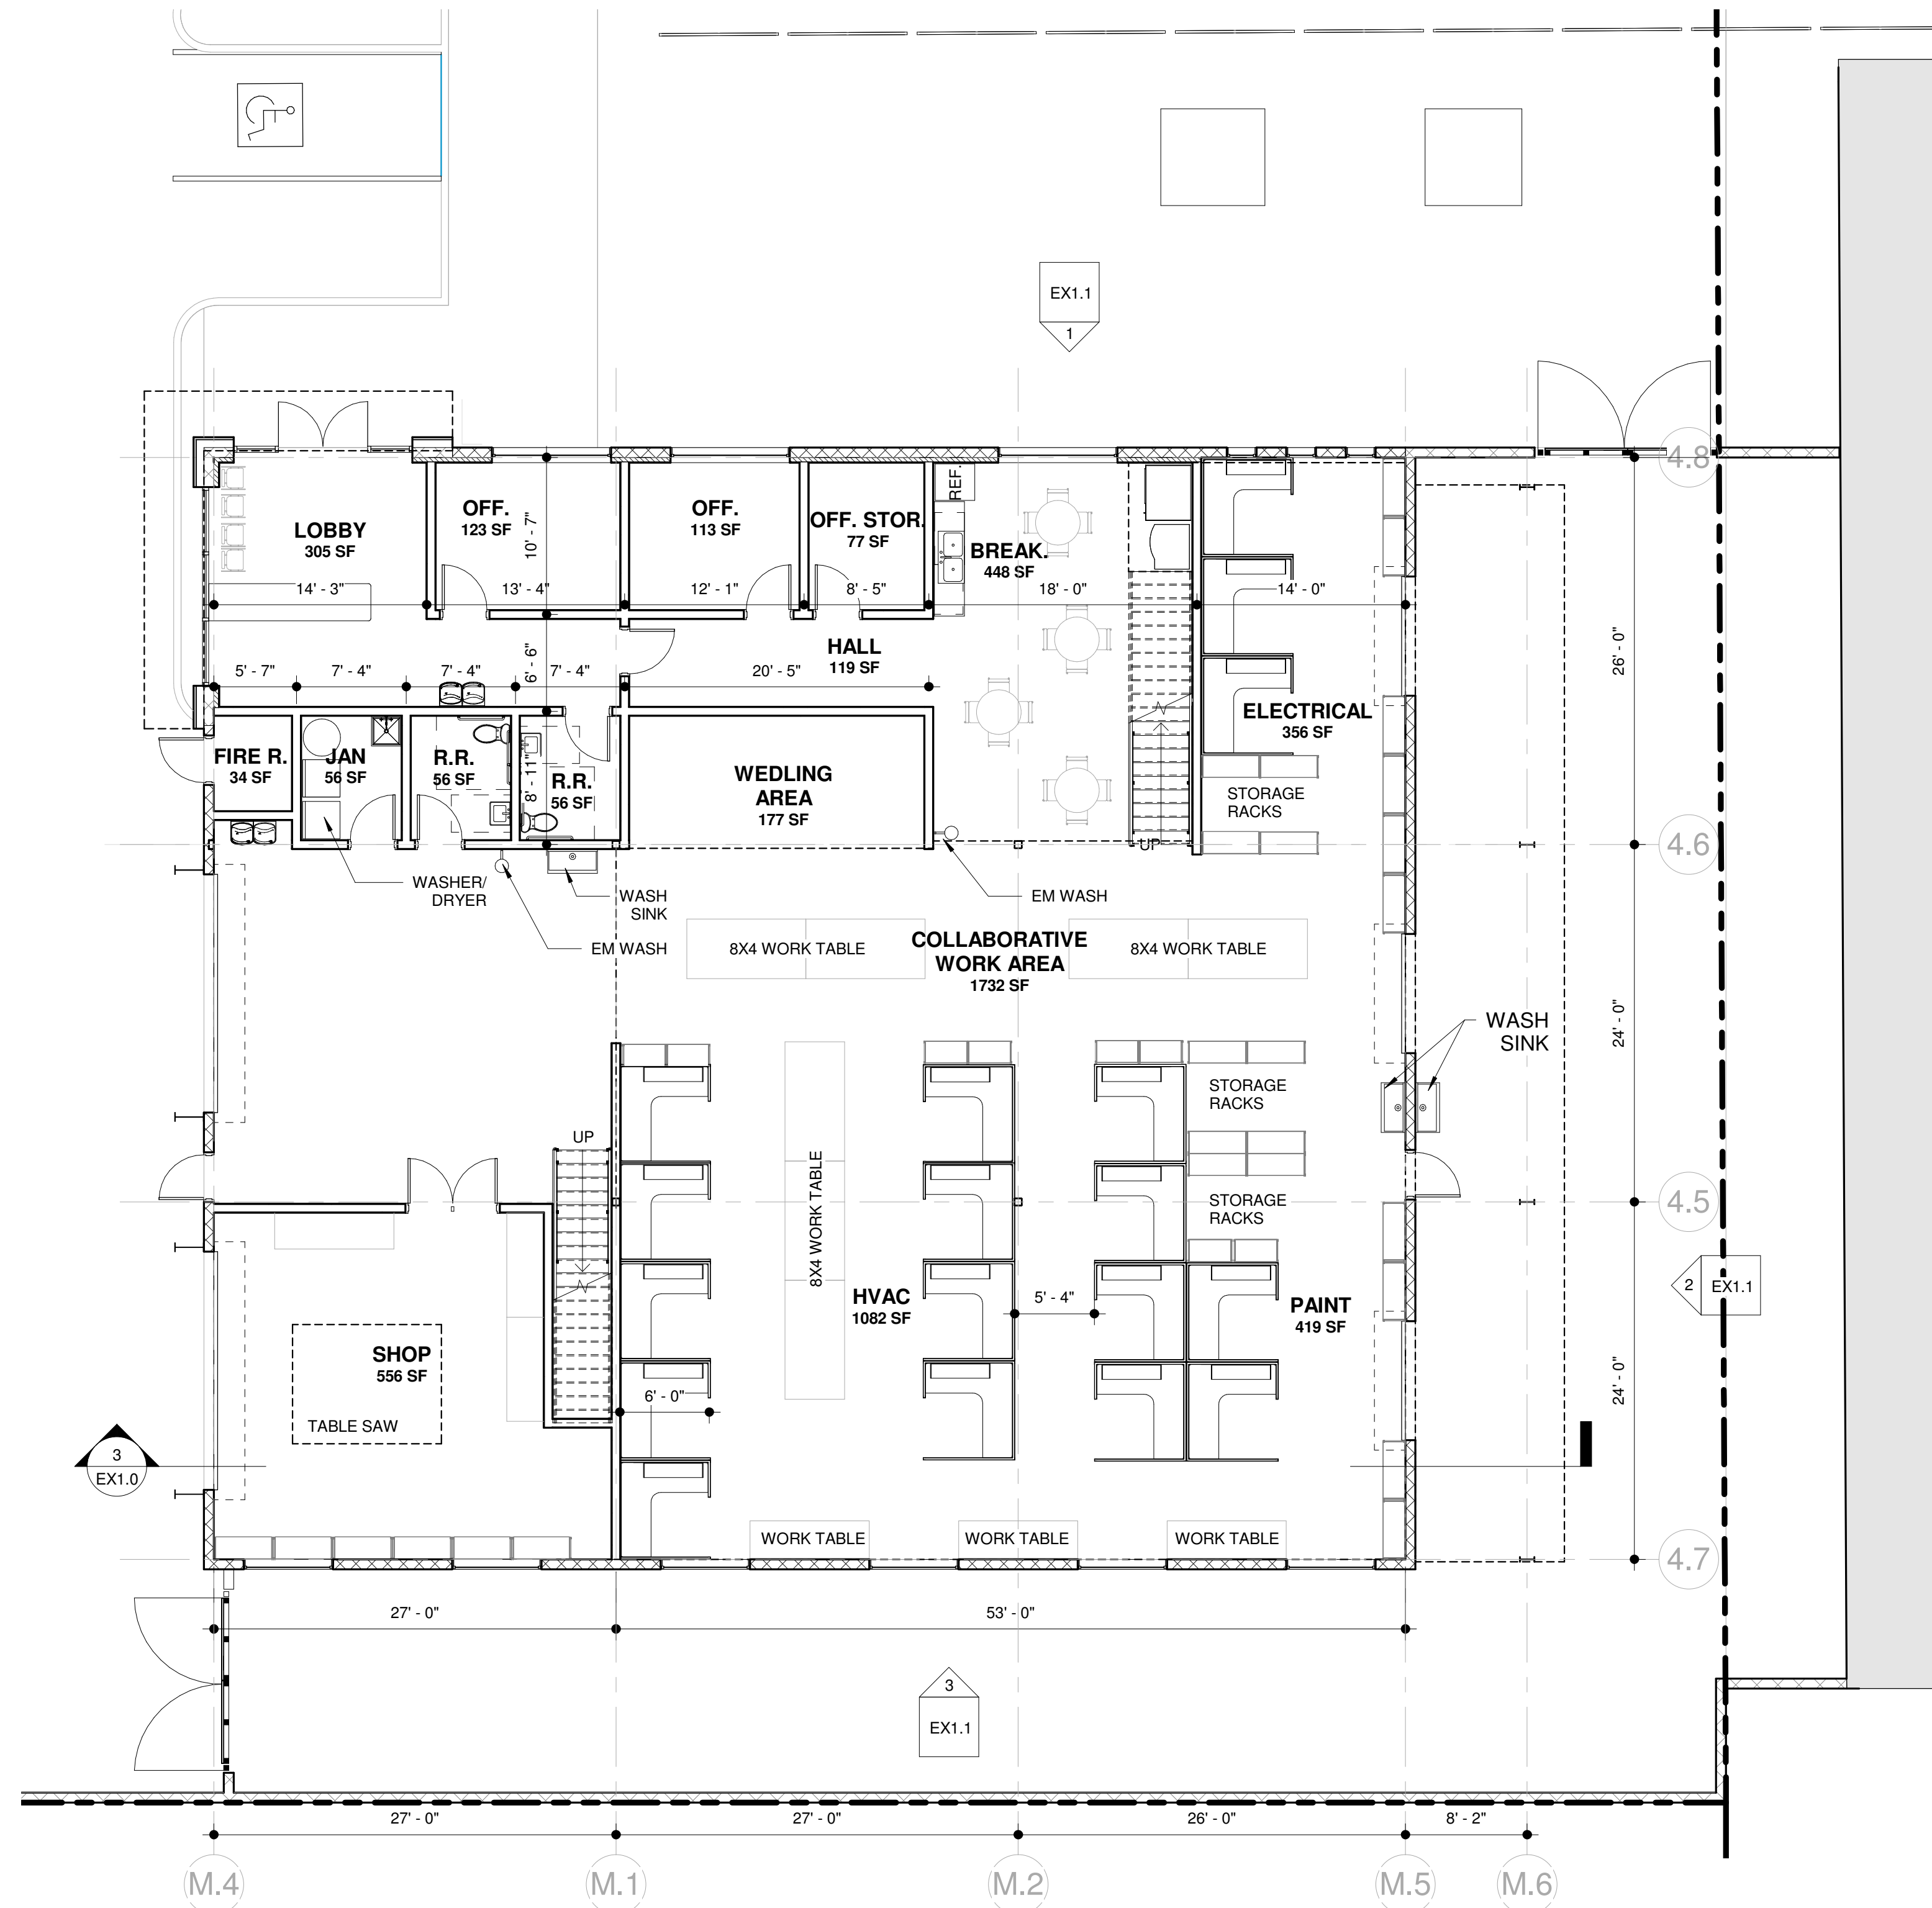 EX1.1
1
4.8
LOBBY
305 SF
OFF.
123 SF
10' - 7"
OFF.
113 SF
OFF. STOR.
77 SF
REF.
BREAK.
448 SF
14' - 3"
13' - 4"
12' - 1"
8' - 5"
18' - 0"
14' - 0"
HALL
119 SF
5' - 7"
7' - 4"
7' - 4"
6' - 6"
7' - 4"
20' - 5"
26' - 0"
ELECTRICAL
356 SF
FIRE R.
34 SF
JAN
56 SF
R.R.
56 SF
8' - 11"
R.R.
56 SF
WEDLING
AREA
177 SF
STORAGE
RACKS
UP
4.6
WASHER/
DRYER
WASH
SINK
EM WASH
EM WASH
8X4 WORK TABLE
COLLABORATIVE
WORK AREA
1732 SF
8X4 WORK TABLE
WASH
SINK
24' - 0"
STORAGE
RACKS
UP
8X4 WORK TABLE
STORAGE
RACKS
4.5
2
EX1.1
HVAC
1082 SF
5' - 4"
PAINT
419 SF
SHOP
556 SF
TABLE SAW
6' - 0"
24' - 0"
3
EX1.0
WORK TABLE
WORK TABLE
WORK TABLE
4.7
27' - 0"
53' - 0"
3
EX1.1
27' - 0"
27' - 0"
26' - 0"
8' - 2"
M.4
M.1
M.2
M.5
M.6